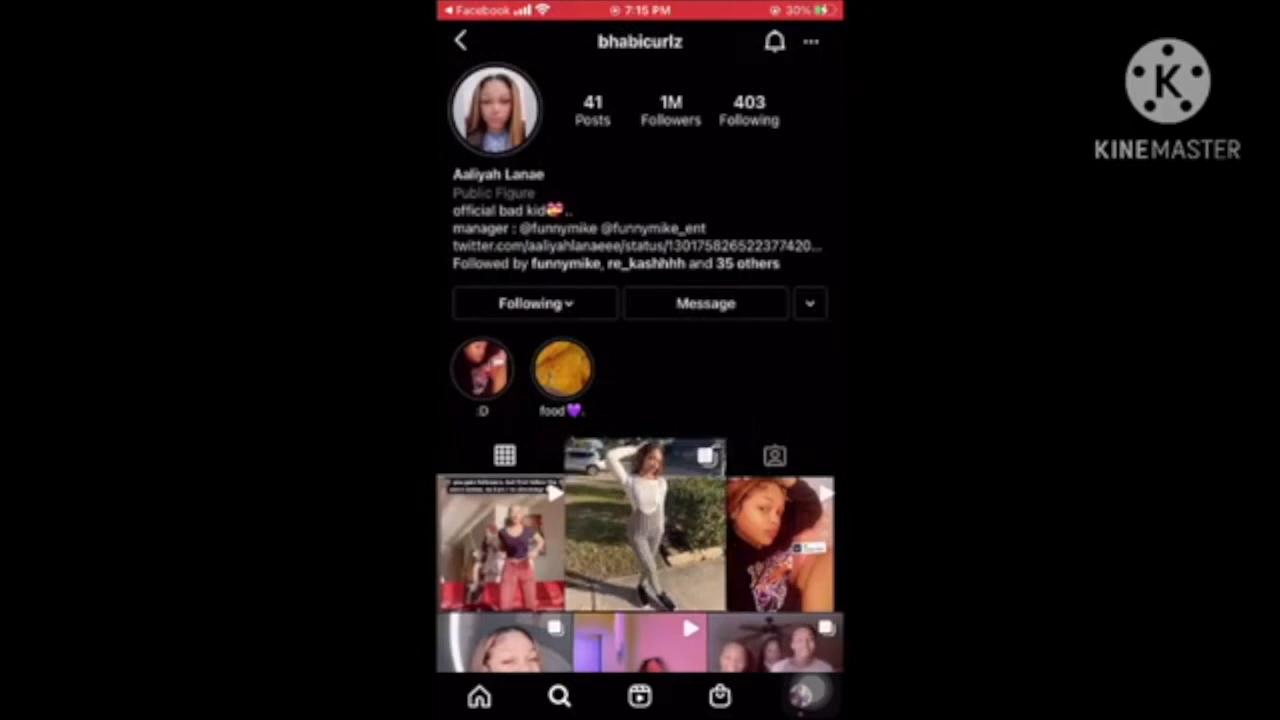 Facebook
7:15 PM
30%
bhabicurlz
41
Posts
1M
Followers
403
Following
Aaliyah Lanae
Public Figure
official bad kid💝..
manager : @funnymike @funnymike_ent
twitter.com/aaliyahlanaeee/status/130175826522377420...
Followed by funnymike, re_kashhhh and 35 others
Following
Message
:D
food💜.
K
KINEMASTER